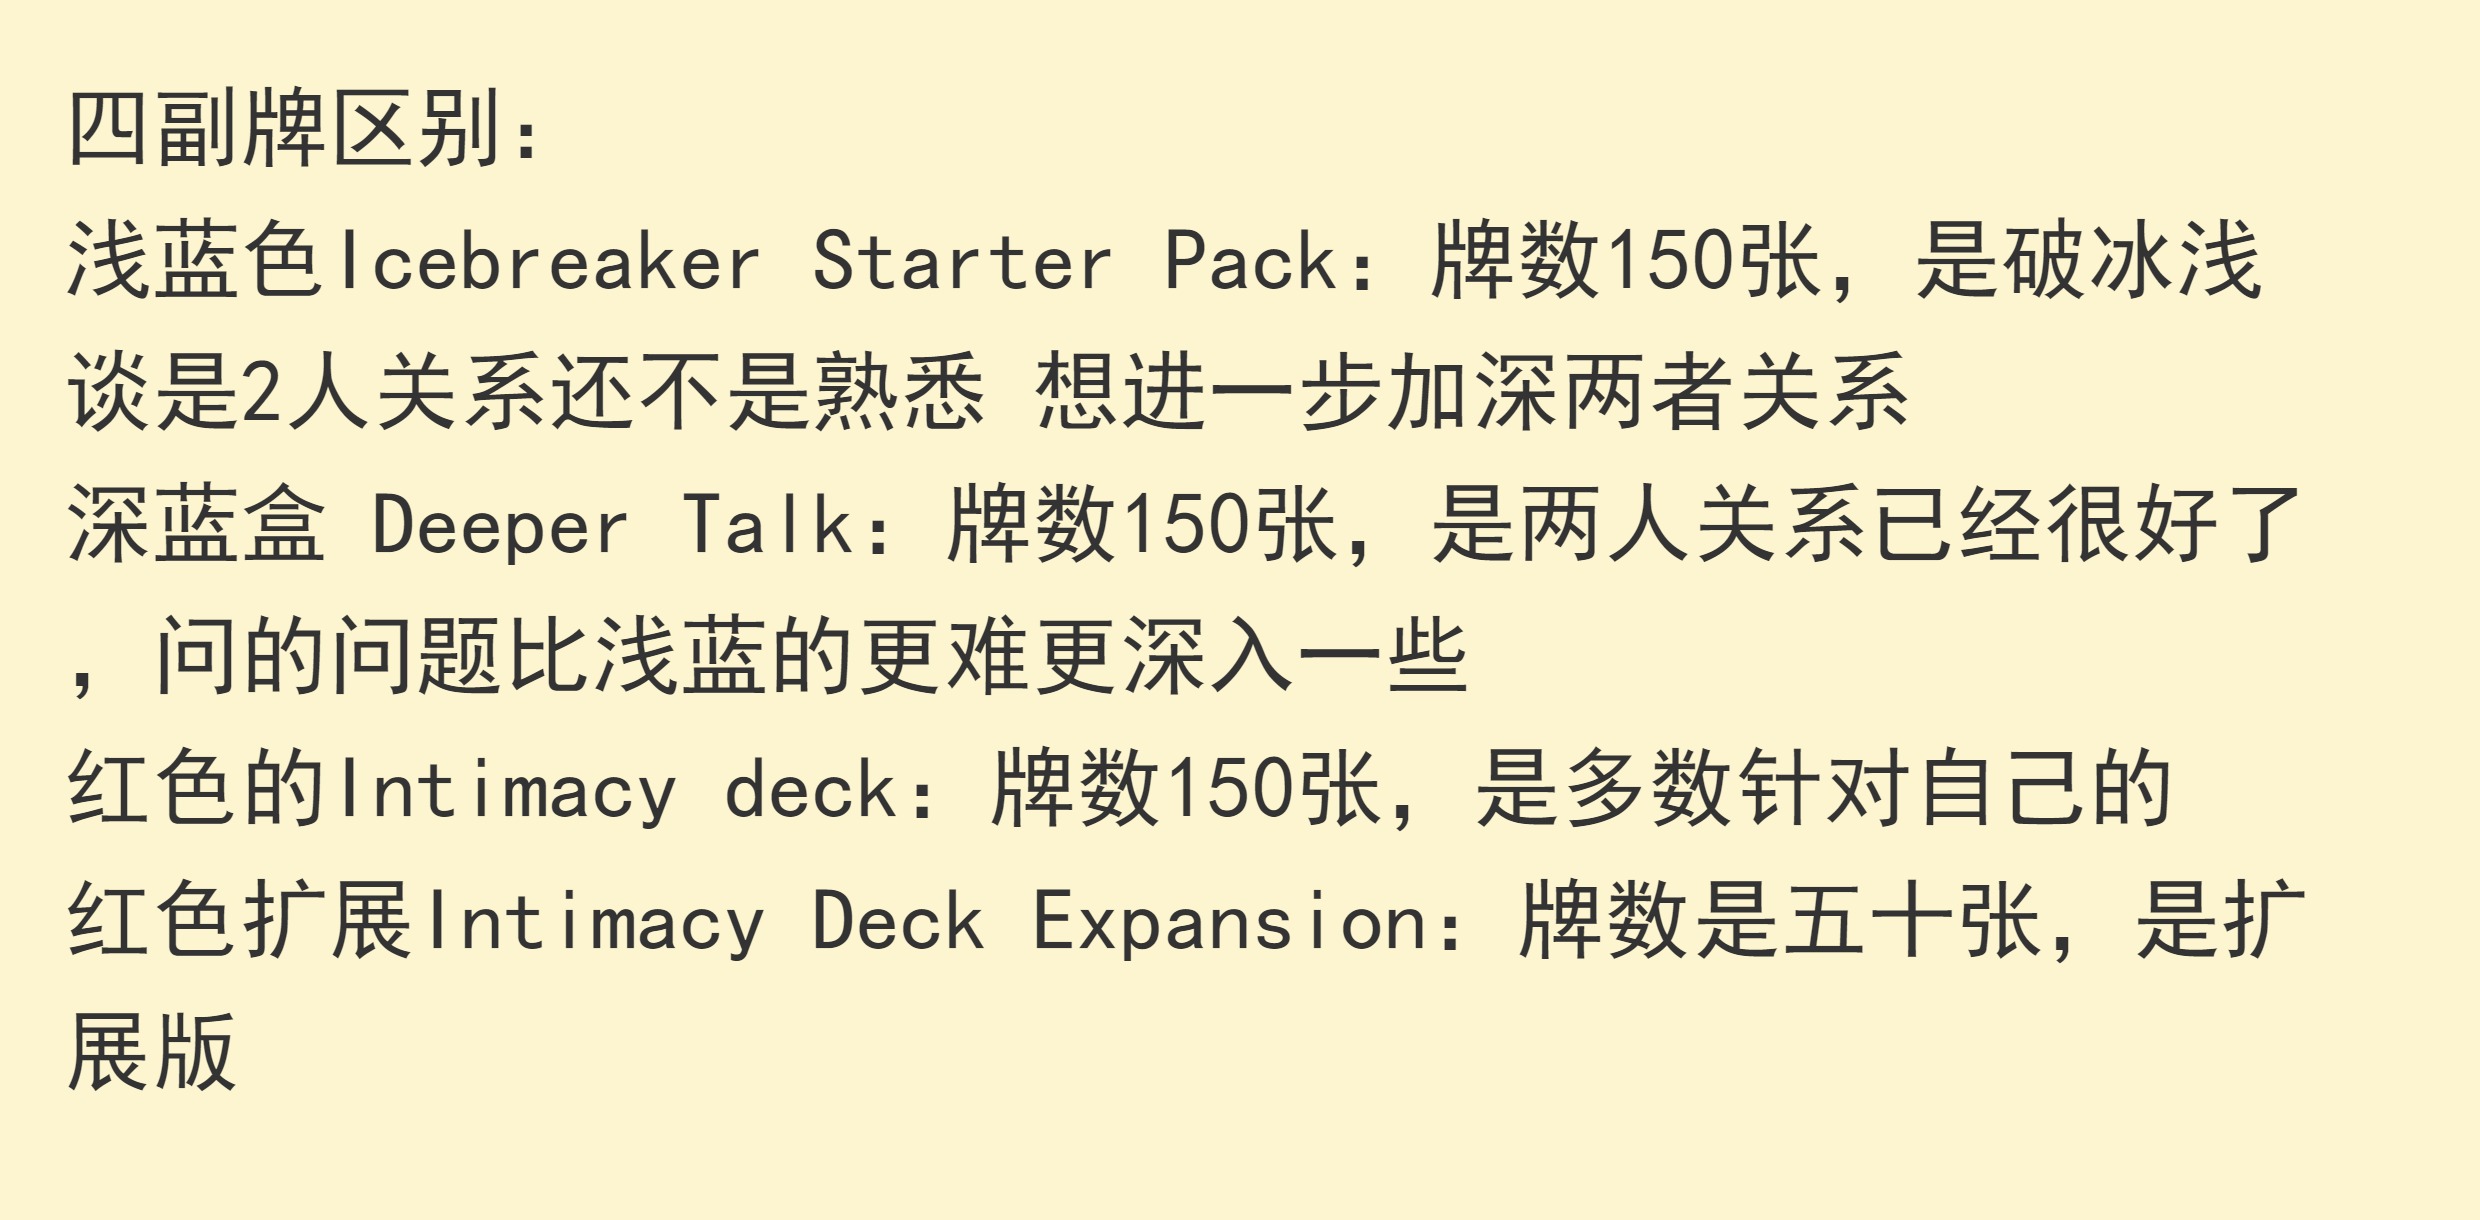 四副牌区别：
浅蓝色Icebreaker Starter Pack：牌数150张，是破冰浅
谈是2人关系还不是熟悉 想进一步加深两者关系
深蓝盒 Deeper Talk：牌数150张，是两人关系已经很好了
，问的问题比浅蓝的更难更深入一些
红色的Intimacy deck：牌数150张，是多数针对自己的
红色扩展Intimacy Deck Expansion：牌数是五十张，是扩
展版